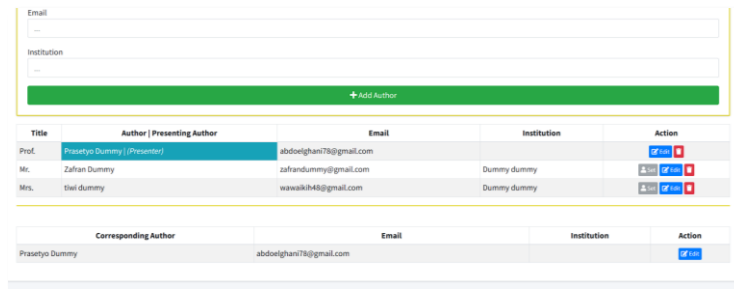 Email
...
Institution
...
+ Add Author
Title Author | Presenting Author Email Institution Action
Prof. Prasetyo Dummy | (Presenter) abdoelghani78@gmail.com Edit
Mr. Zafran Dummy zafrandummy@gmail.com Dummy dummy Set Edit
Mrs. tiwi dummy wawaikih48@gmail.com Dummy dummy Set Edit
Corresponding Author Email Institution Action
Prasetyo Dummy abdoelghani78@gmail.com Edit